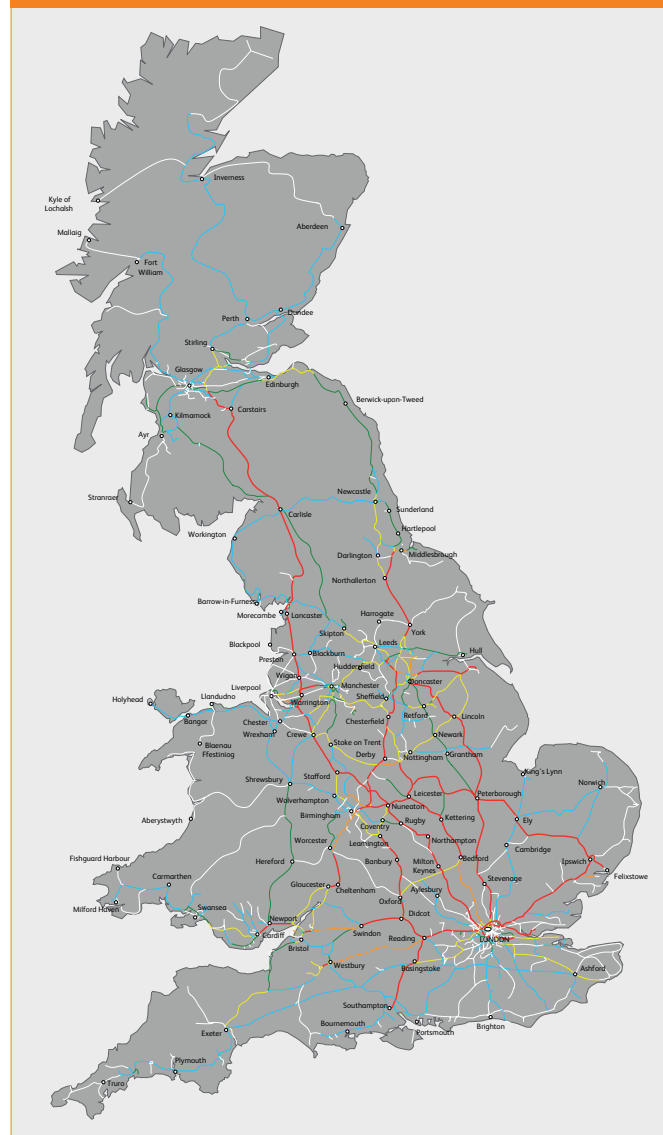 Inverness
Kyle of
Lochalsh
Aberdeen
Mallaig
Fort
William
Dundee
Perth
Stirling
Glasgow
Edinburgh
Berwick-upon-Tweed
Carstairs
Kilmarnock
Ayr
Newcastle
Stranraer
Sunderland
Carlisle
Hartlepool
Workington
Darlington
Middlesbrough
Northallerton
Barrow-in-Furness
Morecambe
Lancaster
Harrogate
Skipton
York
Blackpool
Leeds
Blackburn
Hull
Preston
Huddersfield
Wigan
Doncaster
Liverpool
Manchester
Llandudno
Sheffield
Holyhead
Warrington
Retford
Lincoln
Bangor
Chester
Chesterfield
Wrexham
Crewe
Newark
Stoke on Trent
Blaenau
Ffestiniog
Derby
Nottingham
Grantham
Stafford
King's Lynn
Shrewsbury
Norwich
Leicester
Peterborough
Wolverhampton
Nuneaton
Birmingham
Rugby
Kettering
Ely
Aberystwyth
Coventry
Worcester
Leamington
Northampton
Cambridge
Fishguard Harbour
Hereford
Banbury
Milton
Keynes
Bedford
Ipswich
Carmarthen
Felixstowe
Gloucester
Cheltenham
Aylesbury
Stevenage
Milford Haven
Swansea
Oxford
Newport
Didcot
Cardiff
Swindon
Reading
LONDON
Bristol
Westbury
Basingstoke
Ashford
Southampton
Exeter
Bournemouth
Portsmouth
Brighton
Plymouth
Truro